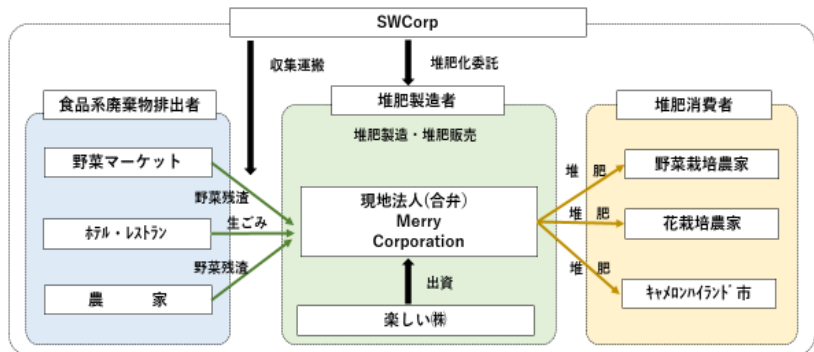 SWCorp
収集運搬
堆肥化委託
食品系廃棄物排出者
堆肥製造者
堆肥消費者
堆肥製造・堆肥販売
野菜マーケット
野菜残渣
ﾎﾃﾙ・ﾚｽﾄﾗﾝ
生ごみ
野菜残渣
農　　家
現地法人(合弁)
Merry
Corporation
出資
楽しい㈱
堆　肥
野菜栽培農家
堆　肥
花栽培農家
堆　肥
ｷｬﾒﾛﾝﾊｲﾗﾝﾄﾞ市